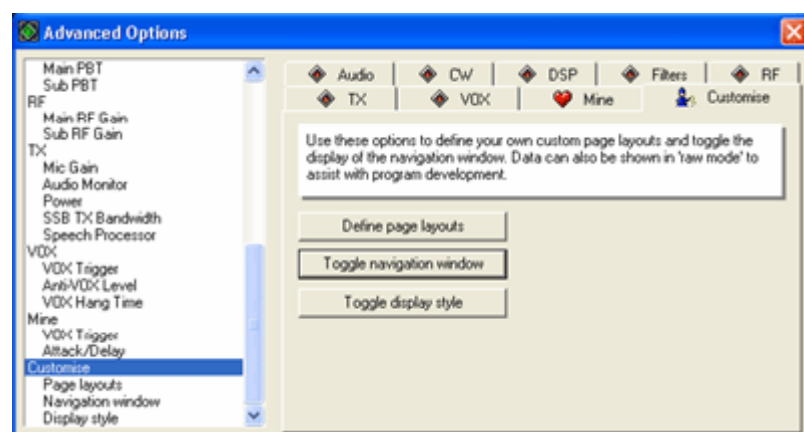 Advanced Options
Main PBT
Sub PBT
RF
Main RF Gain
Sub RF Gain
TX
Mic Gain
Audio Monitor
Power
SSB TX Bandwidth
Speech Processor
VOX
VOX Trigger
Anti-VOX Level
VOX Hang Time
Mine
VOX Trigger
Attack/Delay
Customise
Page layouts
Navigation window
Display style
Audio CW DSP Filters RF
TX VOX Mine Customise
Use these options to define your own custom page layouts and toggle the
display of the navigation window. Data can also be shown in 'raw mode' to
assist with program development.
Define page layouts
Toggle navigation window
Toggle display style